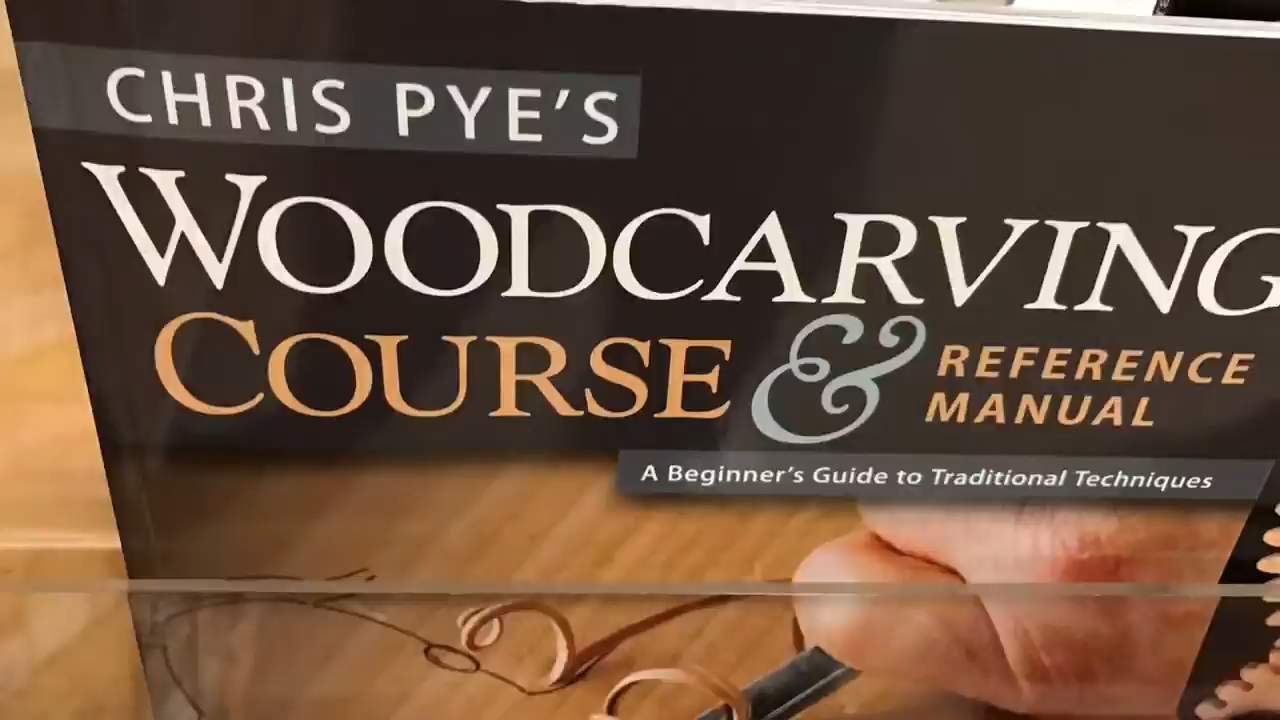 CHRIS PYE'S
WOODCARVING
COURSE & REFERENCE
MANUAL
A Beginner's Guide to Traditional Techniques